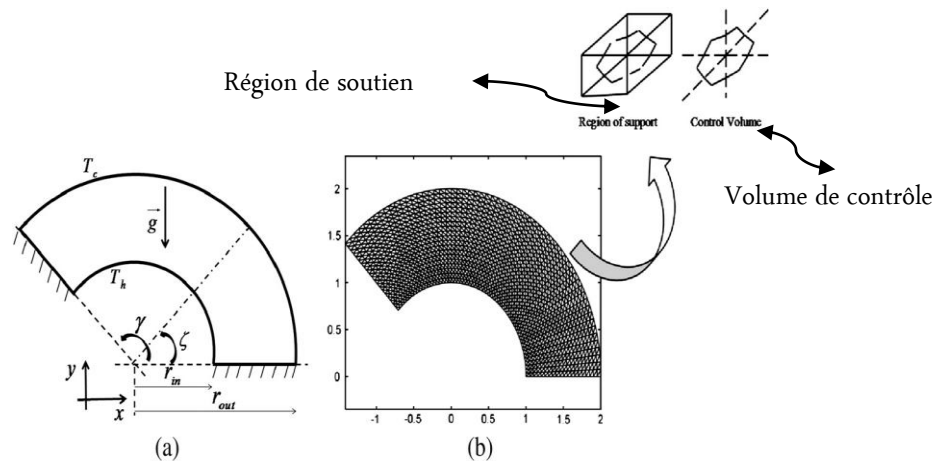 Région de soutien
Region of support
Control Volume
Volume de contrôle
T_c
g
T_h
γ
ζ
r_in
r_out
y
x
(a)
2
1.5
1
0.5
0
-1
-0.5
0
0.5
1
1.5
2
(b)